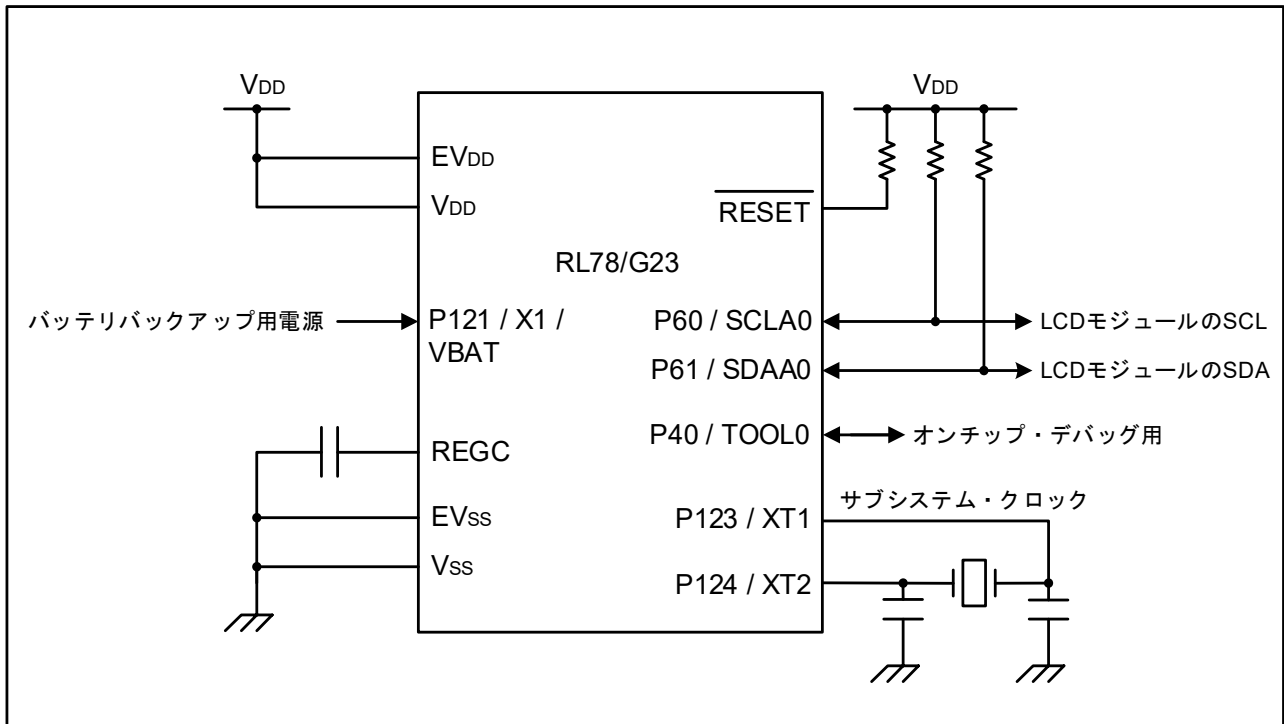 VDD
VDD
EVDD
VDD
RESET
RL78/G23
バッテリバックアップ用電源
P121 / X1 /
VBAT
P60 / SCLA0
LCDモジュールのSCL
P61 / SDAA0
LCDモジュールのSDA
P40 / TOOL0
オンチップ・デバッグ用
REGC
サブシステム・クロック
EVSS
P123 / XT1
VSS
P124 / XT2